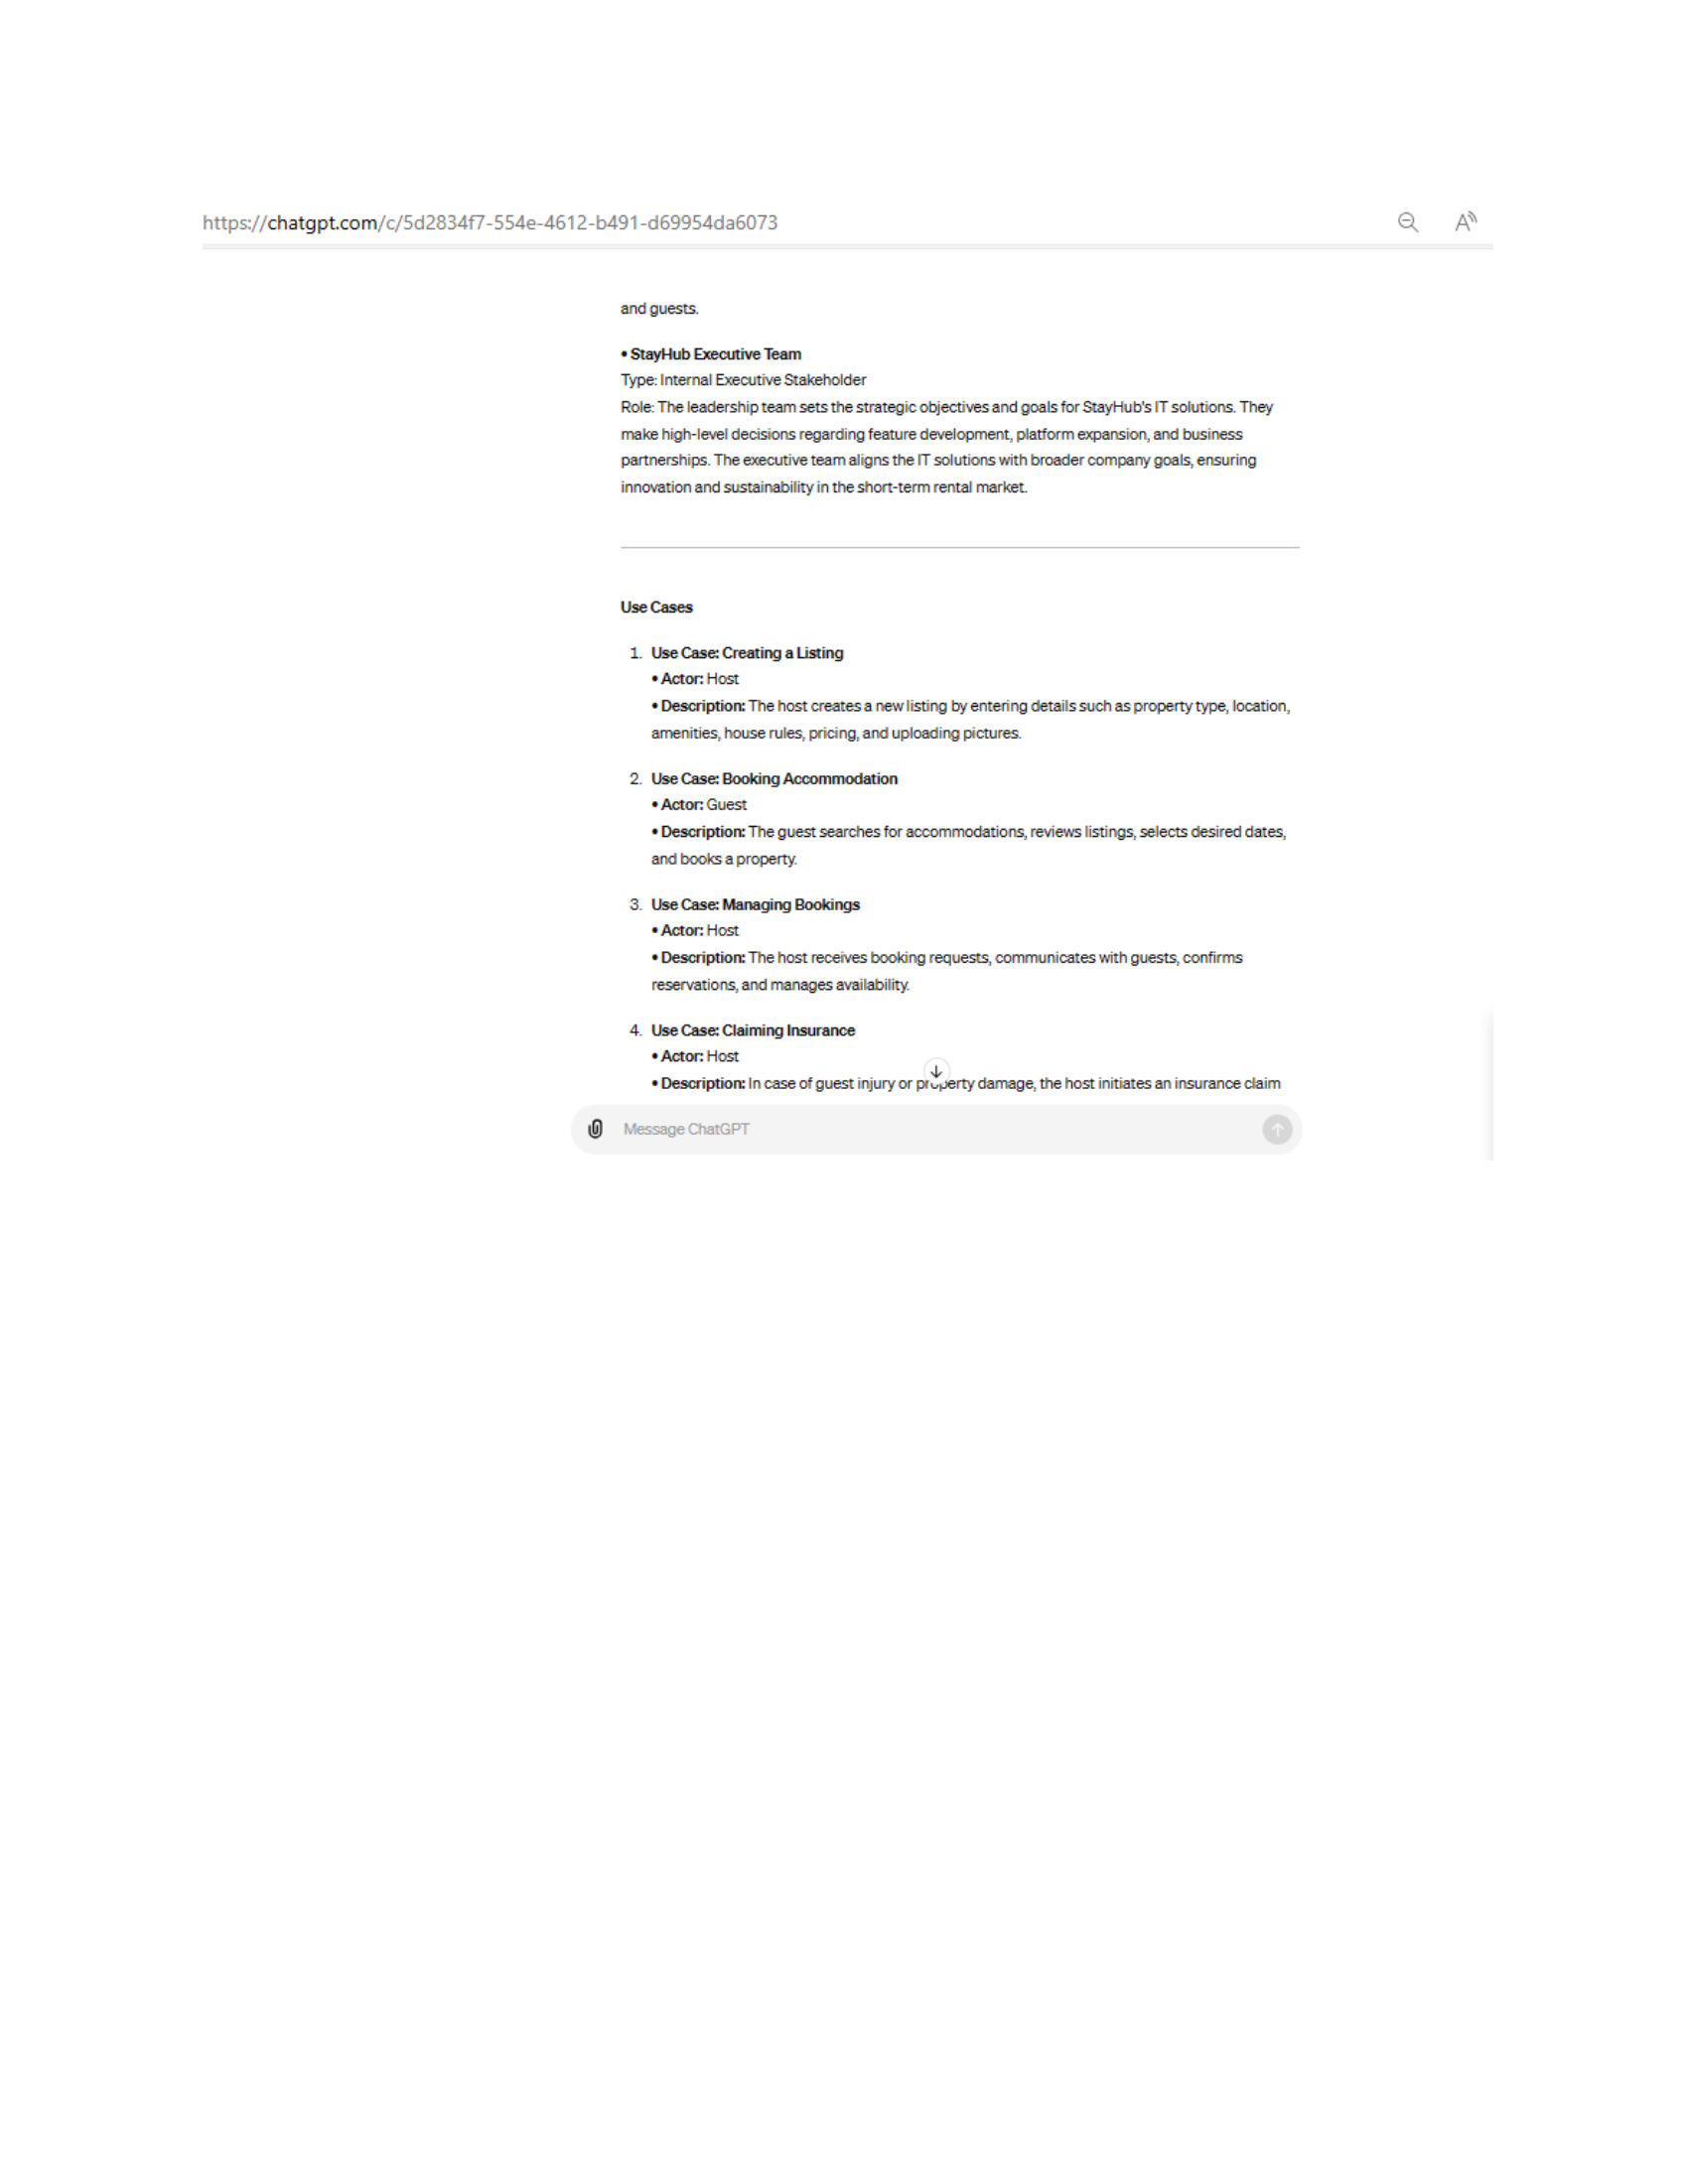 https://chatgpt.com/c/5d2834f7-554e-4612-b491-d69954da6073
and guests.
• StayHub Executive Team
Type: Internal Executive Stakeholder
Role: The leadership team sets the strategic objectives and goals for StayHub's IT solutions. They
make high-level decisions regarding feature development, platform expansion, and business
partnerships. The executive team aligns the IT solutions with broader company goals, ensuring
innovation and sustainability in the short-term rental market.
Use Cases
1. Use Case: Creating a Listing
• Actor: Host
• Description: The host creates a new listing by entering details such as property type, location,
amenities, house rules, pricing, and uploading pictures.
2. Use Case: Booking Accommodation
• Actor: Guest
• Description: The guest searches for accommodations, reviews listings, selects desired dates,
and books a property.
3. Use Case: Managing Bookings
• Actor: Host
• Description: The host receives booking requests, communicates with guests, confirms
reservations, and manages availability.
4. Use Case: Claiming Insurance
• Actor: Host
• Description: In case of guest injury or property damage, the host initiates an insurance claim
Message ChatGPT